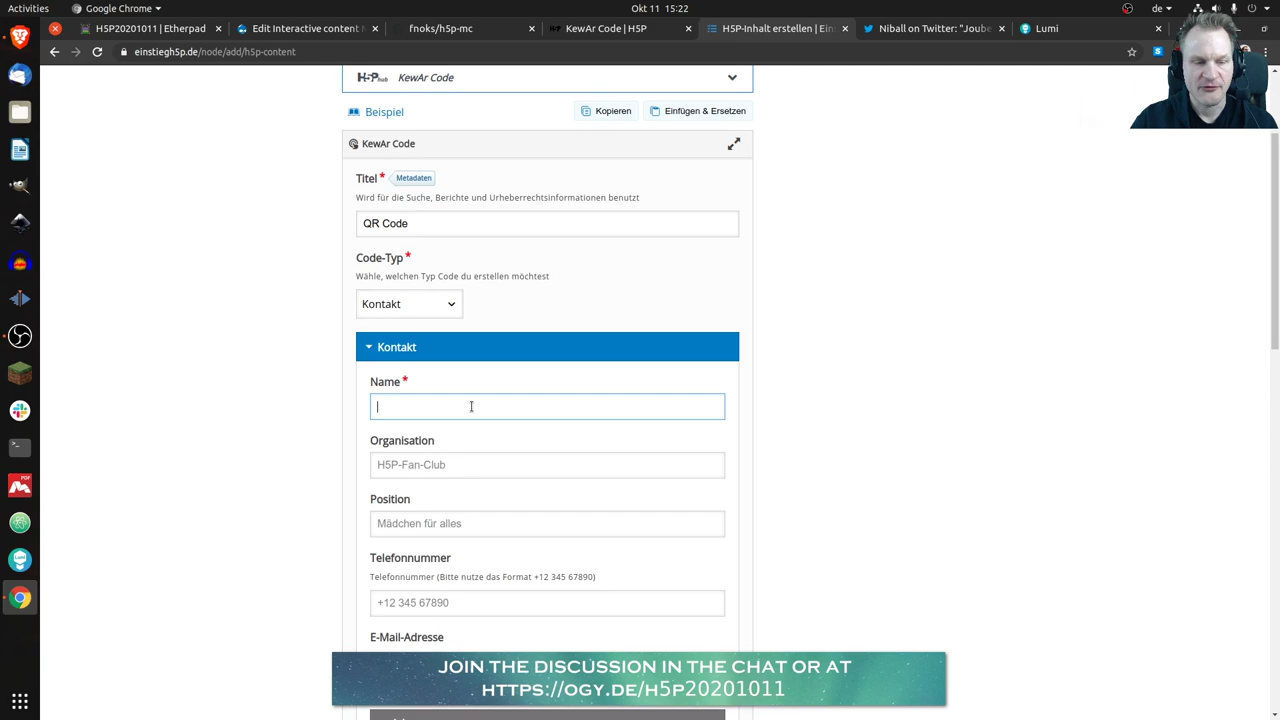 Activities
Google Chrome
Okt 11 15:22
de
H5P20201011 | Etherpad
Edit Interactive content
fnoks/h5p-mc
KewAr Code | H5P
H5P-Inhalt erstellen | Ein
Niball on Twitter: "Joube
Lumi
einstiegh5p.de/node/add/h5p-content
H5P hub KewAr Code
Beispiel
Kopieren
Einfügen & Ersetzen
KewAr Code
Titel * Metadaten
Wird für die Suche, Berichte und Urheberrechtsinformationen benutzt
QR Code
Code-Typ *
Wähle, welchen Typ Code du erstellen möchtest
Kontakt
Kontakt
Name *
Organisation
H5P-Fan-Club
Position
Mädchen für alles
Telefonnummer
Telefonnummer (Bitte nutze das Format +12 345 67890)
+12 345 67890
E-Mail-Adresse
JOIN THE DISCUSSION IN THE CHAT OR AT
HTTPS://OGY.DE/H5P20201011